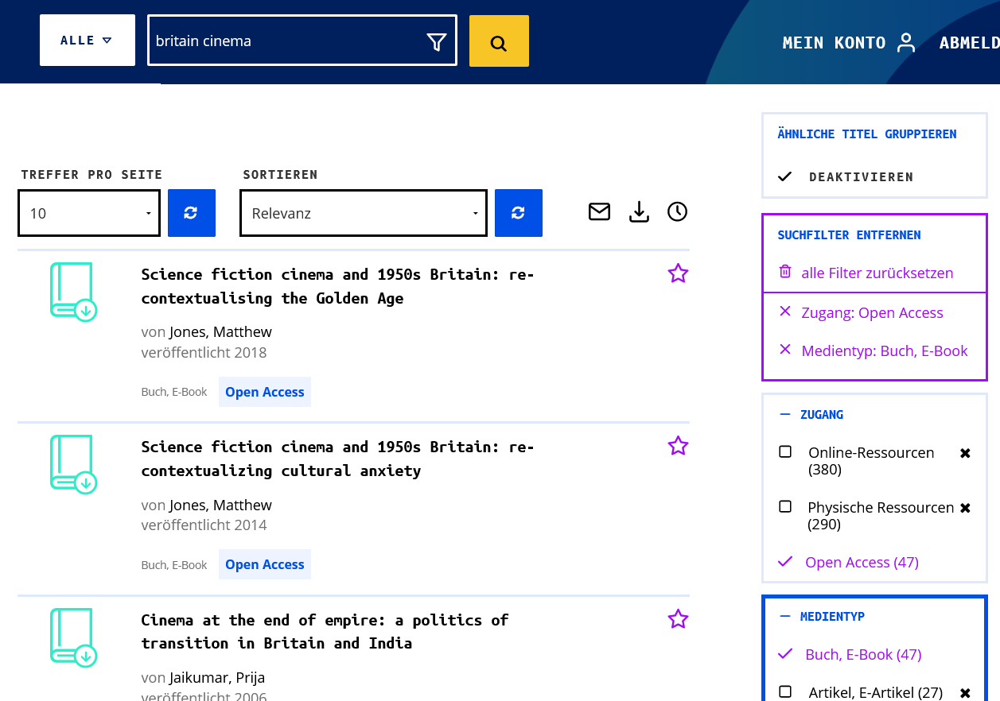 ALLE
britain cinema
MEIN KONTO
ABMELD
TREFFER PRO SEITE
SORTIEREN
10
Relevanz
Science fiction cinema and 1950s Britain: re-
contextualising the Golden Age
von Jones, Matthew
veröffentlicht 2018
Buch, E-Book
Open Access
Science fiction cinema and 1950s Britain: re-
contextualizing cultural anxiety
von Jones, Matthew
veröffentlicht 2014
Buch, E-Book
Open Access
Cinema at the end of empire: a politics of
transition in Britain and India
von Jaikumar, Prija
veröffentlicht 2006
ÄHNLICHE TITEL GRUPPIEREN
DEAKTIVIEREN
SUCHFILTER ENTFERNEN
alle Filter zurücksetzen
Zugang: Open Access
Medientyp: Buch, E-Book
ZUGANG
Online-Ressourcen
(380)
Physische Ressourcen
(290)
Open Access (47)
MEDIENTYP
Buch, E-Book (47)
Artikel, E-Artikel (27)